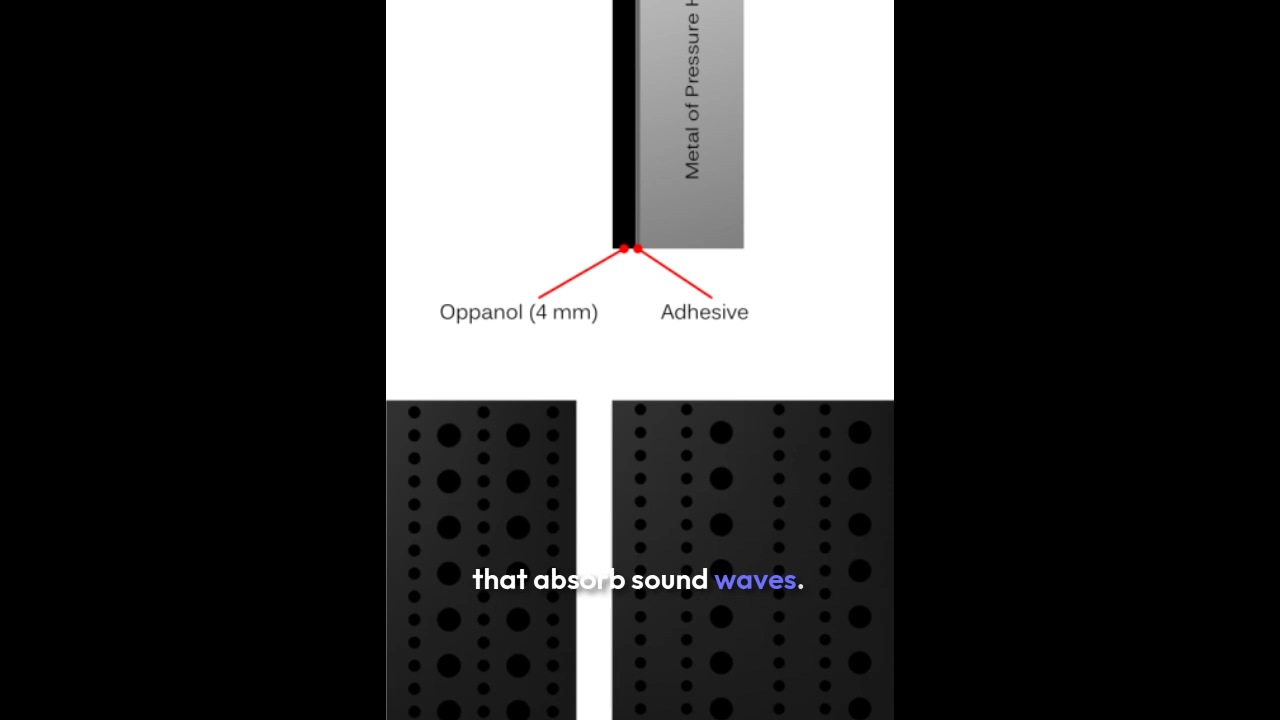 Metal of Pressure H
Oppanol (4 mm)
Adhesive
that absorb sound waves.